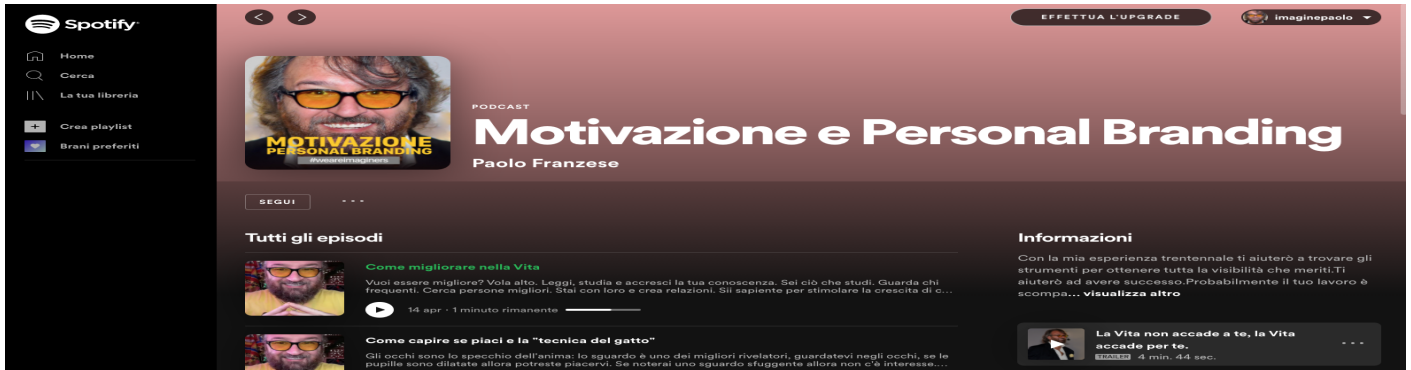 Spotify
Home
Cerca
La tua libreria
Crea playlist
Brani preferiti
EFFETTUA L'UPGRADE
imaginepaolo
MOTIVAZIONE
PERSONAL BRANDING
#weareimaginers
PODCAST
Motivazione e Personal Branding
Paolo Franzese
SEGUI
Tutti gli episodi
Come migliorare nella Vita
Vuoi essere migliore? Vola alto. Leggi, studia e accresci la tua conoscenza. Sei ciò che studi. Guarda chi
frequenti. Cerca persone migliori. Stai con loro e crea relazioni. Sii sapiente per stimolare la crescita di c...
14 apr · 1 minuto rimanente
Come capire se piaci e la "tecnica del gatto"
Gli occhi sono lo specchio dell'anima: lo sguardo è uno dei migliori rivelatori, guardatevi negli occhi, se le
pupille sono dilatate allora potreste piacervi. Se noterai uno sguardo sfuggente allora non c'è interesse....
Informazioni
Con la mia esperienza trentennale ti aiuterò a trovare gli
strumenti per ottenere tutta la visibilità che meriti.Ti
aiuterò ad avere successo.Probabilmente il tuo lavoro è
scompa... visualizza altro
La Vita non accade a te, la Vita
accade per te.
TRAILER 4 min. 44 sec.